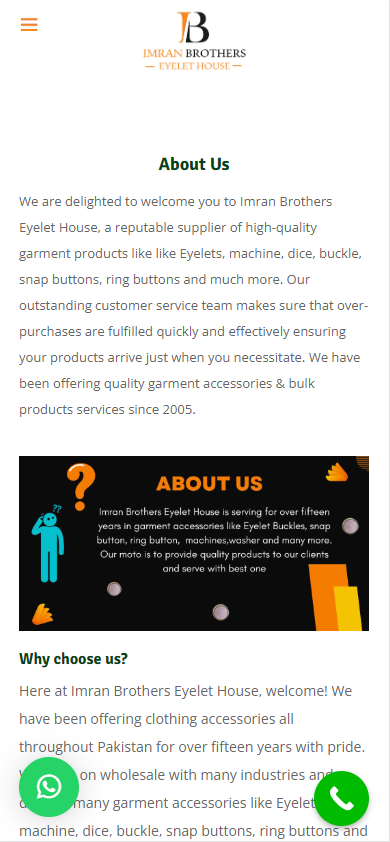 IB
IMRAN BROTHERS
EYELET HOUSE
About Us
We are delighted to welcome you to Imran Brothers
Eyelet House, a reputable supplier of high-quality
garment products like like Eyelets, machine, dice, buckle,
snap buttons, ring buttons and much more. Our
outstanding customer service team makes sure that over-
purchases are fulfilled quickly and effectively ensuring
your products arrive just when you necessitate. We have
been offering quality garment accessories & bulk
products services since 2005.
?
??
ABOUT US
Imran Brothers Eyelet House is serving for over fifteen
years in garment accessories like Eyelet Buckles, snap
button, ring button, machines,washer and many more.
Our moto is to provide quality products to our clients
and serve with best one
Why choose us?
Here at Imran Brothers Eyelet House, welcome! We
have been offering clothing accessories all
throughout Pakistan for over fifteen years with pride.
on wholesale with many industries and
many garment accessories like Eyelet
machine, dice, buckle, snap buttons, ring buttons and